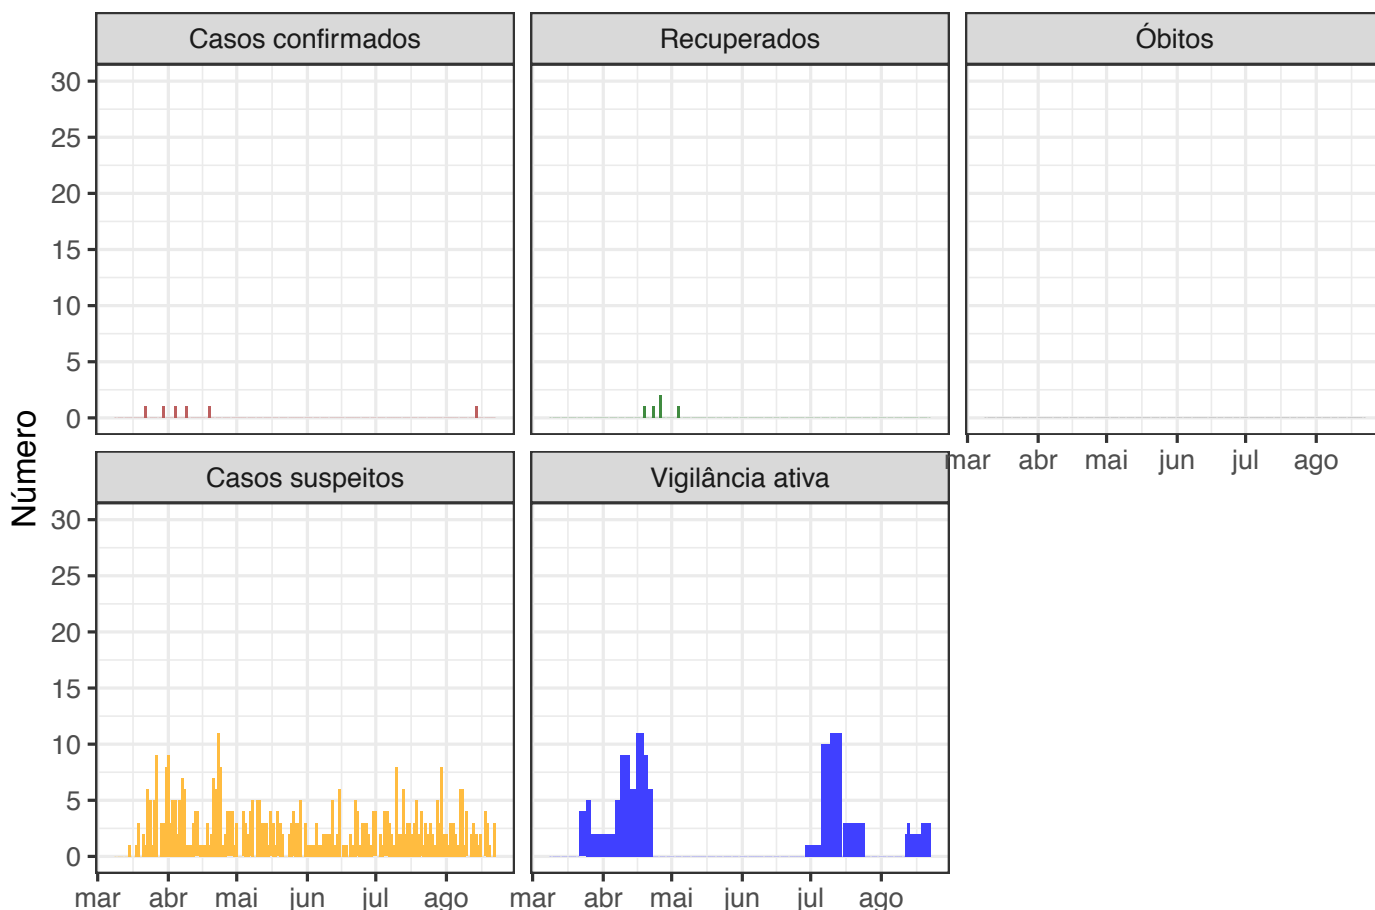 Casos confirmados
Recuperados
Óbitos
30
25
20
15
10
5
0
mar abr mai jun jul ago
Número
Casos suspeitos
Vigilância ativa
30
25
20
15
10
5
0
mar abr mai jun jul ago
mar abr mai jun jul ago